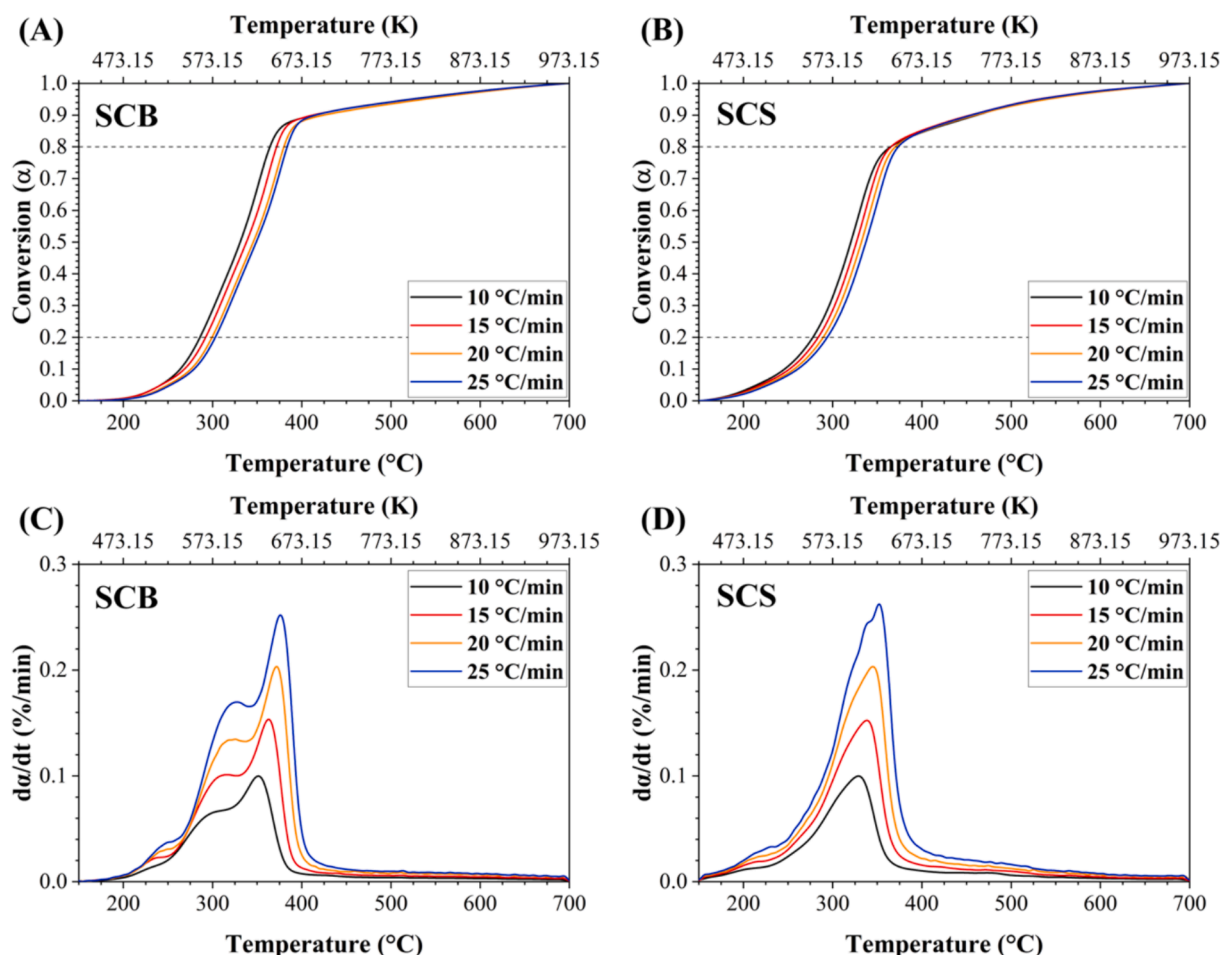 (A)
Temperature (K)
473.15 573.15 673.15 773.15 873.15 973.15
SCB
Conversion (α)
1.0
0.9
0.8
0.7
0.6
0.5
0.4
0.3
0.2
0.1
0.0
10 °C/min
15 °C/min
20 °C/min
25 °C/min
200 300 400 500 600 700
Temperature (°C)
(B)
Temperature (K)
473.15 573.15 673.15 773.15 873.15 973.15
SCS
Conversion (α)
1.0
0.9
0.8
0.7
0.6
0.5
0.4
0.3
0.2
0.1
0.0
10 °C/min
15 °C/min
20 °C/min
25 °C/min
200 300 400 500 600 700
Temperature (°C)
(C)
Temperature (K)
473.15 573.15 673.15 773.15 873.15 973.15
SCB
dα/dt (%/min)
0.3
0.2
0.1
0.0
10 °C/min
15 °C/min
20 °C/min
25 °C/min
200 300 400 500 600 700
Temperature (°C)
(D)
Temperature (K)
473.15 573.15 673.15 773.15 873.15 973.15
SCS
dα/dt (%/min)
0.3
0.2
0.1
0.0
10 °C/min
15 °C/min
20 °C/min
25 °C/min
200 300 400 500 600 700
Temperature (°C)